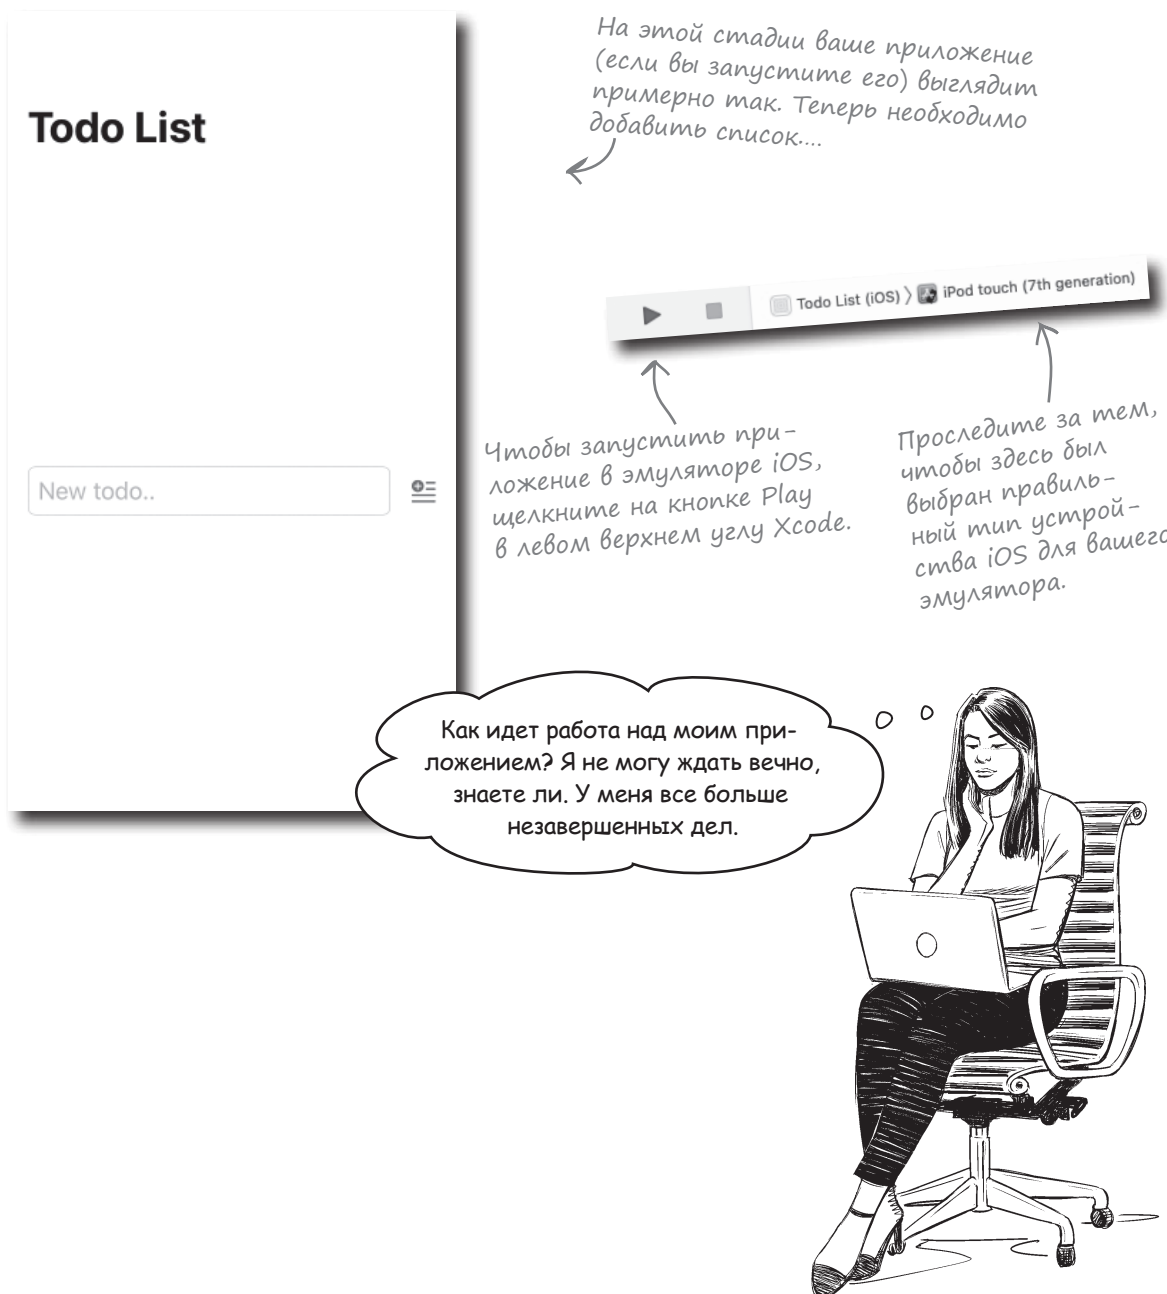 Todo List
New todo..
На этой стадии ваше приложение
(если вы запустите его) выглядит
примерно так. Теперь необходимо
добавить список....
Todo List (iOS) 〉 iPod touch (7th generation)
Чтобы запустить при-
ложение в эмуляторе iOS,
щелкните на кнопке Play
в левом верхнем углу Xcode.
Проследите за тем,
чтобы здесь был
выбран правиль-
ный тип устрой-
ства iOS для вашего
эмулятора.
Как идет работа над моим при-
ложением? Я не могу ждать вечно,
знаете ли. У меня все больше
незавершенных дел.